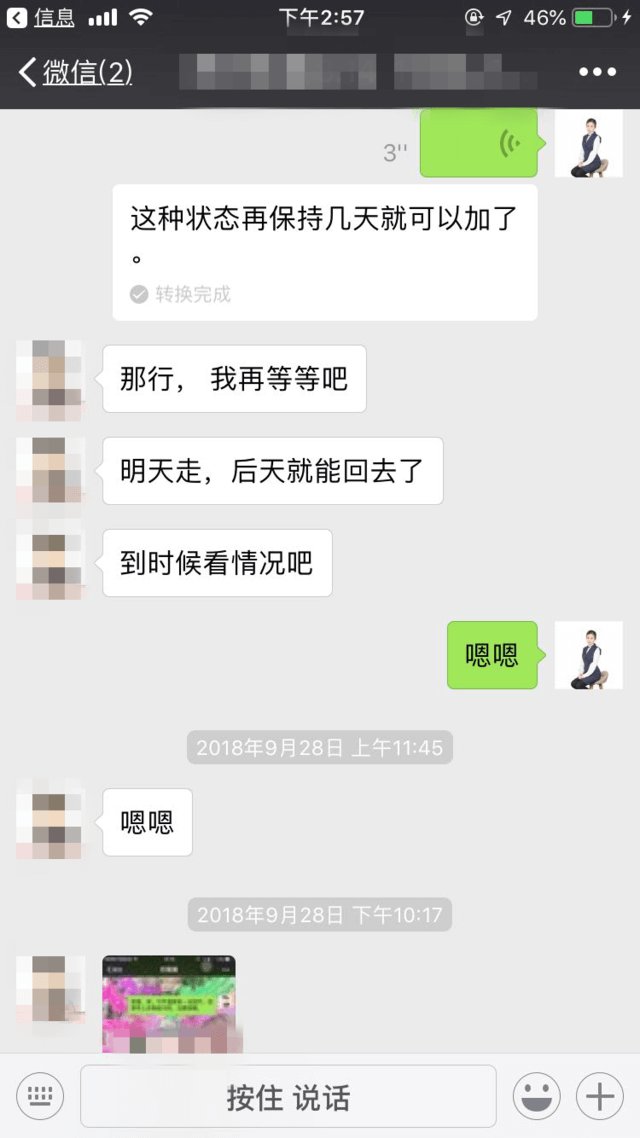 信息
下午2:57
46%
微信(2)
3''
这种状态再保持几天就可以加了
。
转换完成
那行， 我再等等吧
明天走，后天就能回去了
到时候看情况吧
嗯嗯
2018年9月28日 上午11:45
嗯嗯
2018年9月28日 下午10:17
按住 说话